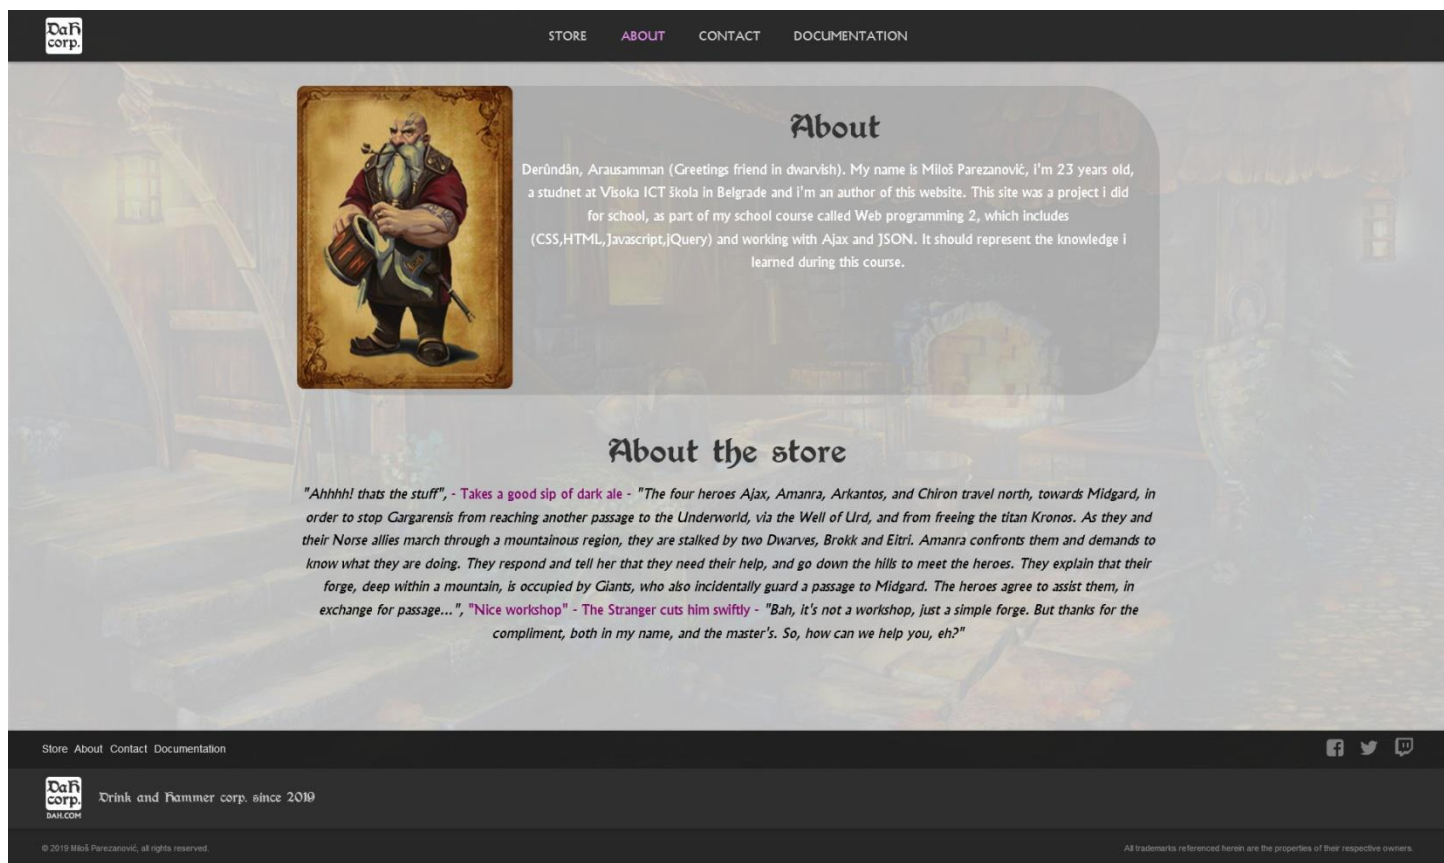 DaH
corp.
STORE ABOUT CONTACT DOCUMENTATION
About
Derûndân, Arausamman (Greetings friend in dwarvish). My name is Miloš Parezanović, i'm 23 years old,
a studnet at Visoka ICT škola in Belgrade and i'm an author of this website. This site was a project i did
for school, as part of my school course called Web programming 2, which includes
(CSS,HTML,Javascript,jQuery) and working with Ajax and JSON. It should represent the knowledge i
learned during this course.
About the store
"Ahhhh! thats the stuff", - Takes a good sip of dark ale - "The four heroes Ajax, Amanra, Arkantos, and Chiron travel north, towards Midgard, in
order to stop Gargarensis from reaching another passage to the Underworld, via the Well of Urd, and from freeing the titan Kronos. As they and
their Norse allies march through a mountainous region, they are stalked by two Dwarves, Brokk and Eitri. Amanra confronts them and demands to
know what they are doing. They respond and tell her that they need their help, and go down the hills to meet the heroes. They explain that their
forge, deep within a mountain, is occupied by Giants, who also incidentally guard a passage to Midgard. The heroes agree to assist them, in
exchange for passage...", "Nice workshop" - The Stranger cuts him swiftly - "Bah, it's not a workshop, just a simple forge. But thanks for the
compliment, both in my name, and the master's. So, how can we help you, eh?"
Store About Contact Documentation
DaH
corp.
DAH.COM
Drink and Hammer corp. since 2019
© 2019 Miloš Parezanović, all rights reserved.
All trademarks referenced herein are the properties of their respective owners.